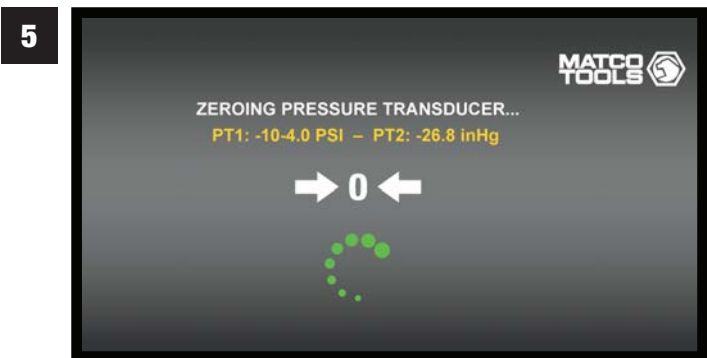 5
MATCO
TOOLS
ZEROING PRESSURE TRANSDUCER...
PT1: -10-4.0 PSI – PT2: -26.8 inHg
0